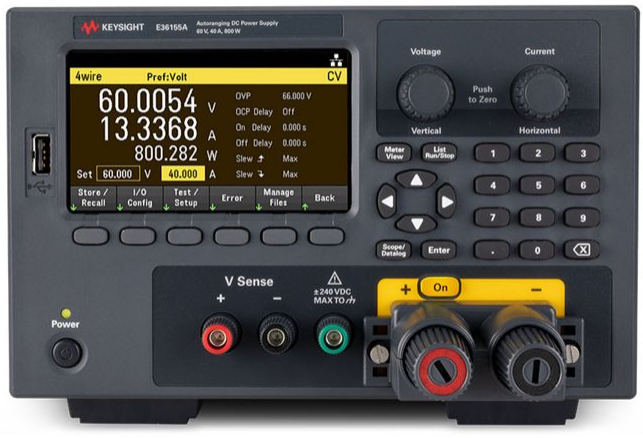 KEYSIGHT E36155A Autoranging DC Power Supply
60 V, 40 A, 800 W
4wire Pref:Volt CV
60.0054 V
13.3368 A
800.282 W
Set 60.000 V 40.000 A
OVP 66.000 V
OCP Delay Off
On Delay 0.000 s
Off Delay 0.000 s
Slew Max
Slew Max
Store / Recall
I/O Config
Test / Setup
Error
Manage Files
Back
Voltage
Current
Push
to Zero
Vertical
Horizontal
Meter View
List Run/Stop
1 2 3
4 5 6
7 8 9
Scope/ Datalog
Enter
. 0
V Sense
+ −
±240 VDC
MAX TO
+ On −
Power